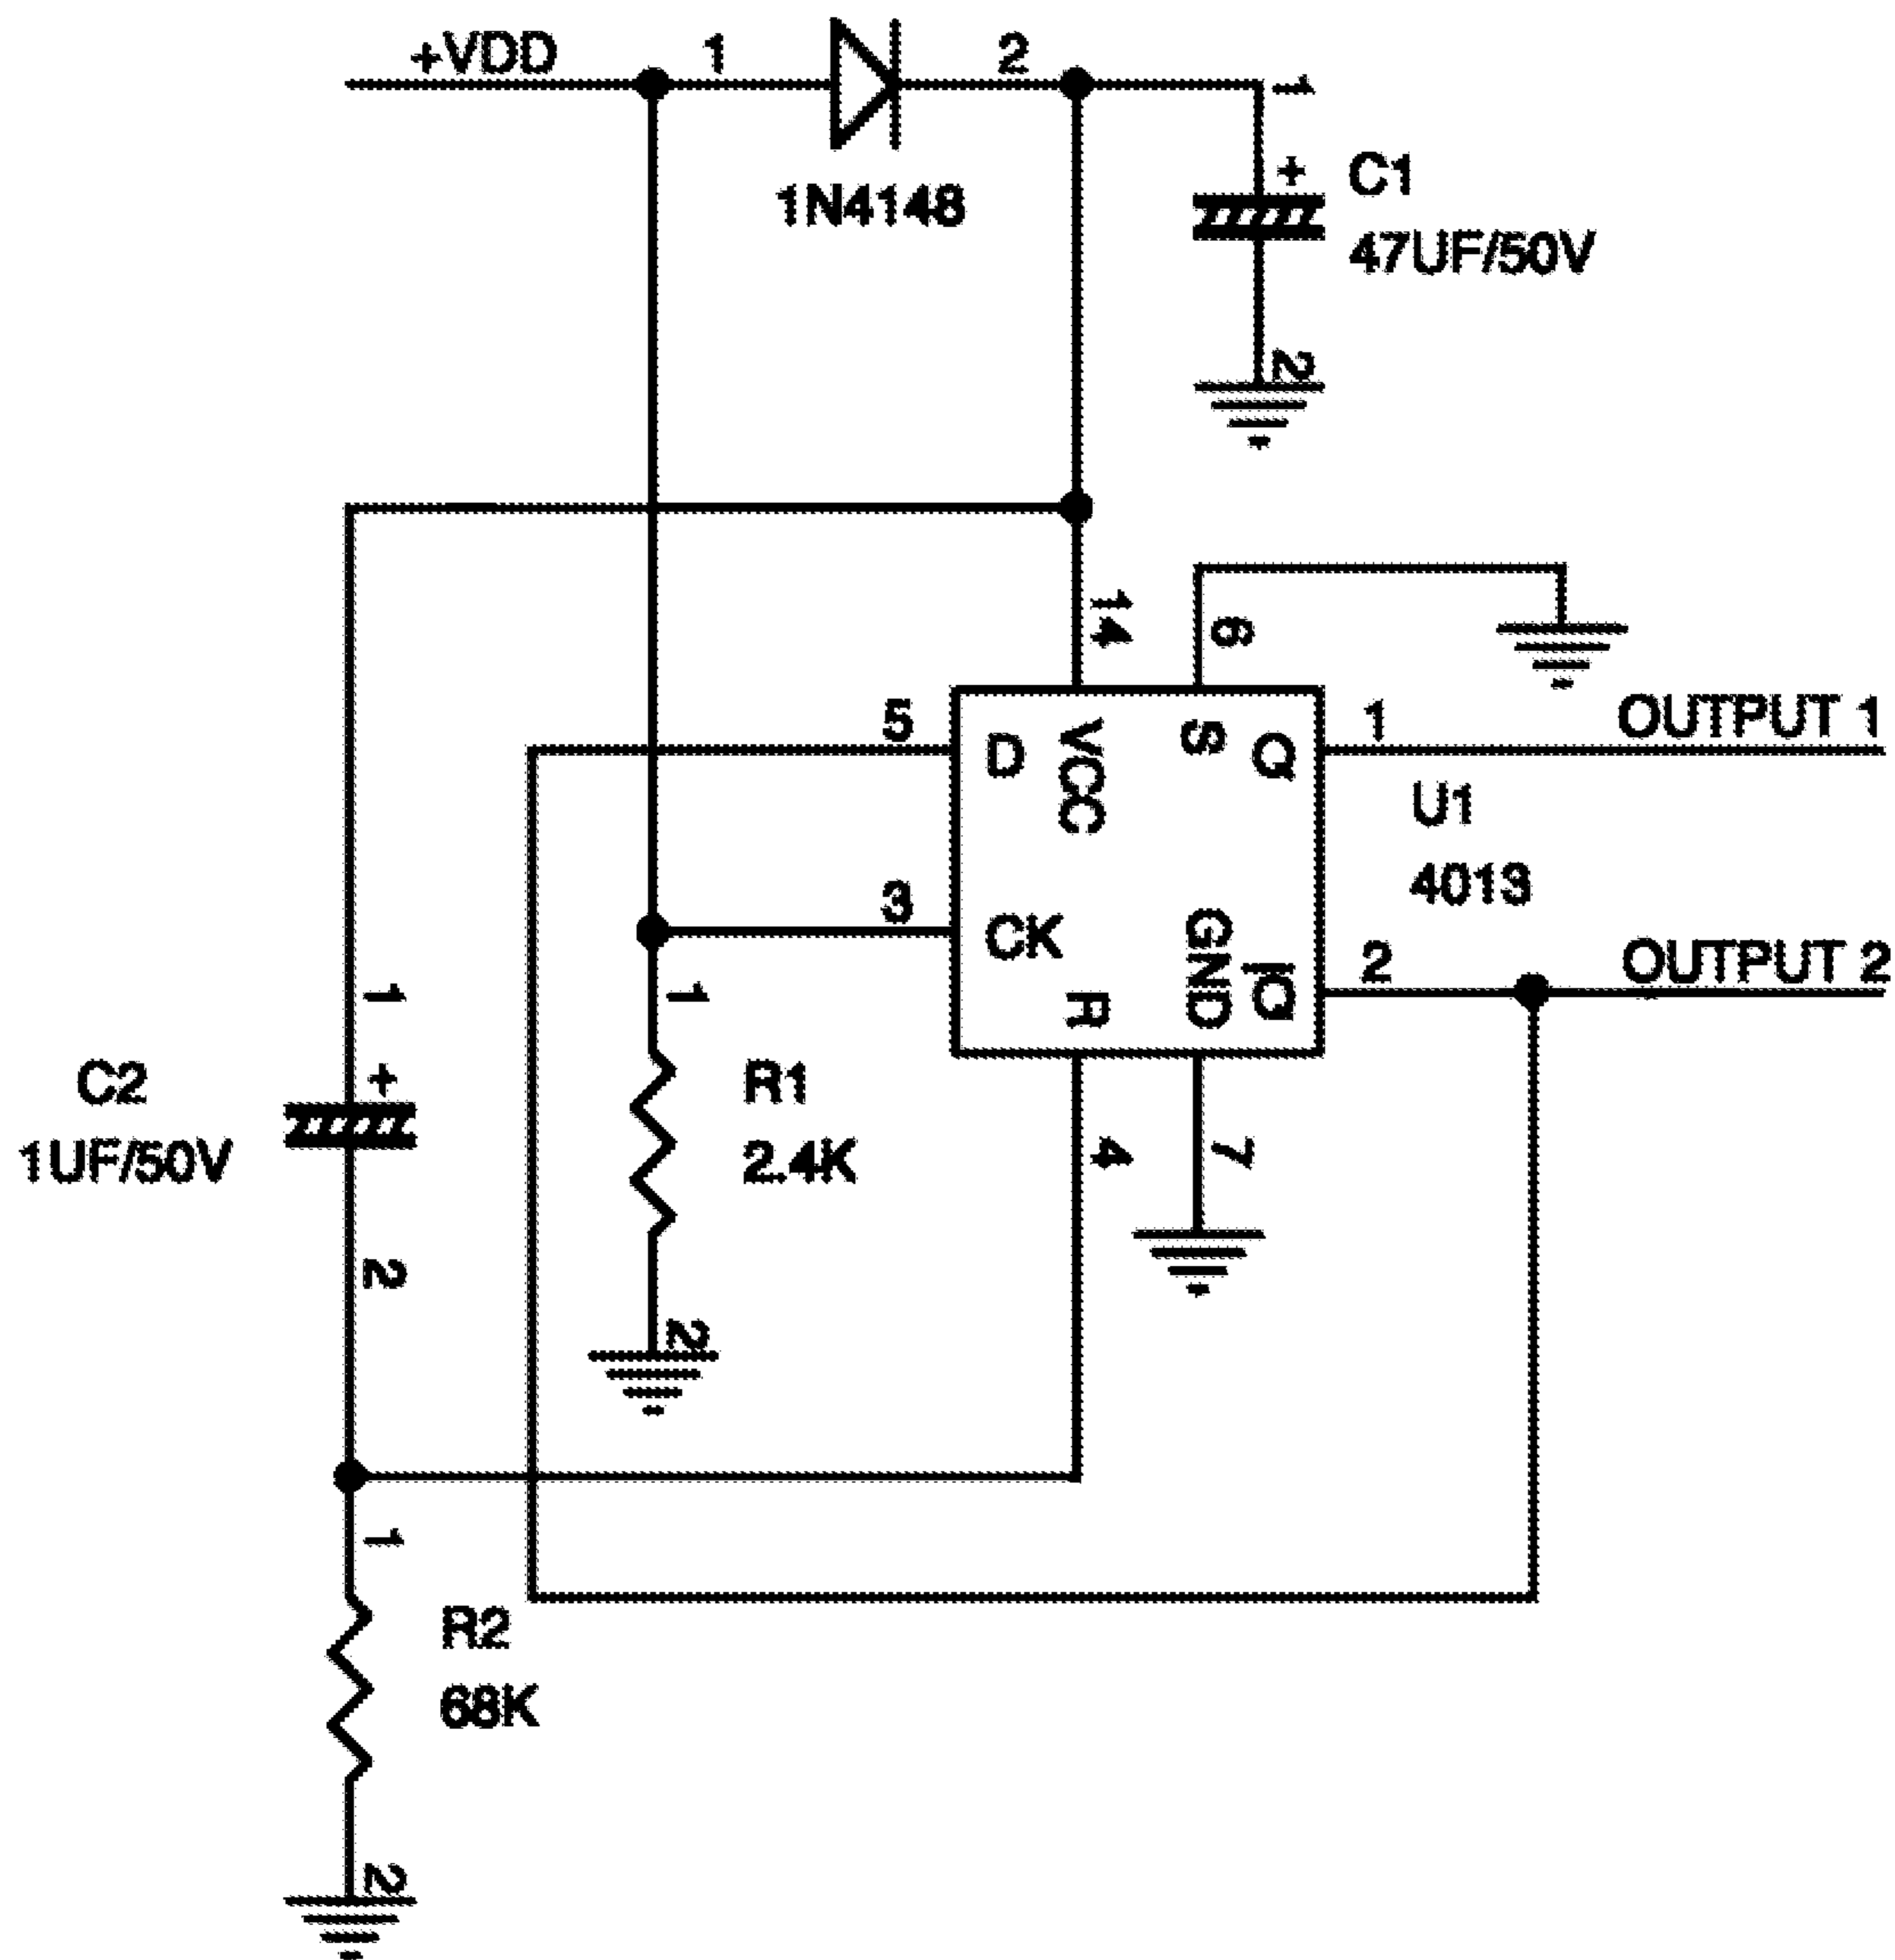 +VDD
1
2
1N4148
1
+
C1
47UF/50V
2
14
6
5
D
VCC
S
Q
1
OUTPUT 1
U1
4013
3
CK
GND
R
Q
2
OUTPUT 2
1
1
C2
1UF/50V
+
2
R1
2.4K
2
4
7
1
R2
68K
2